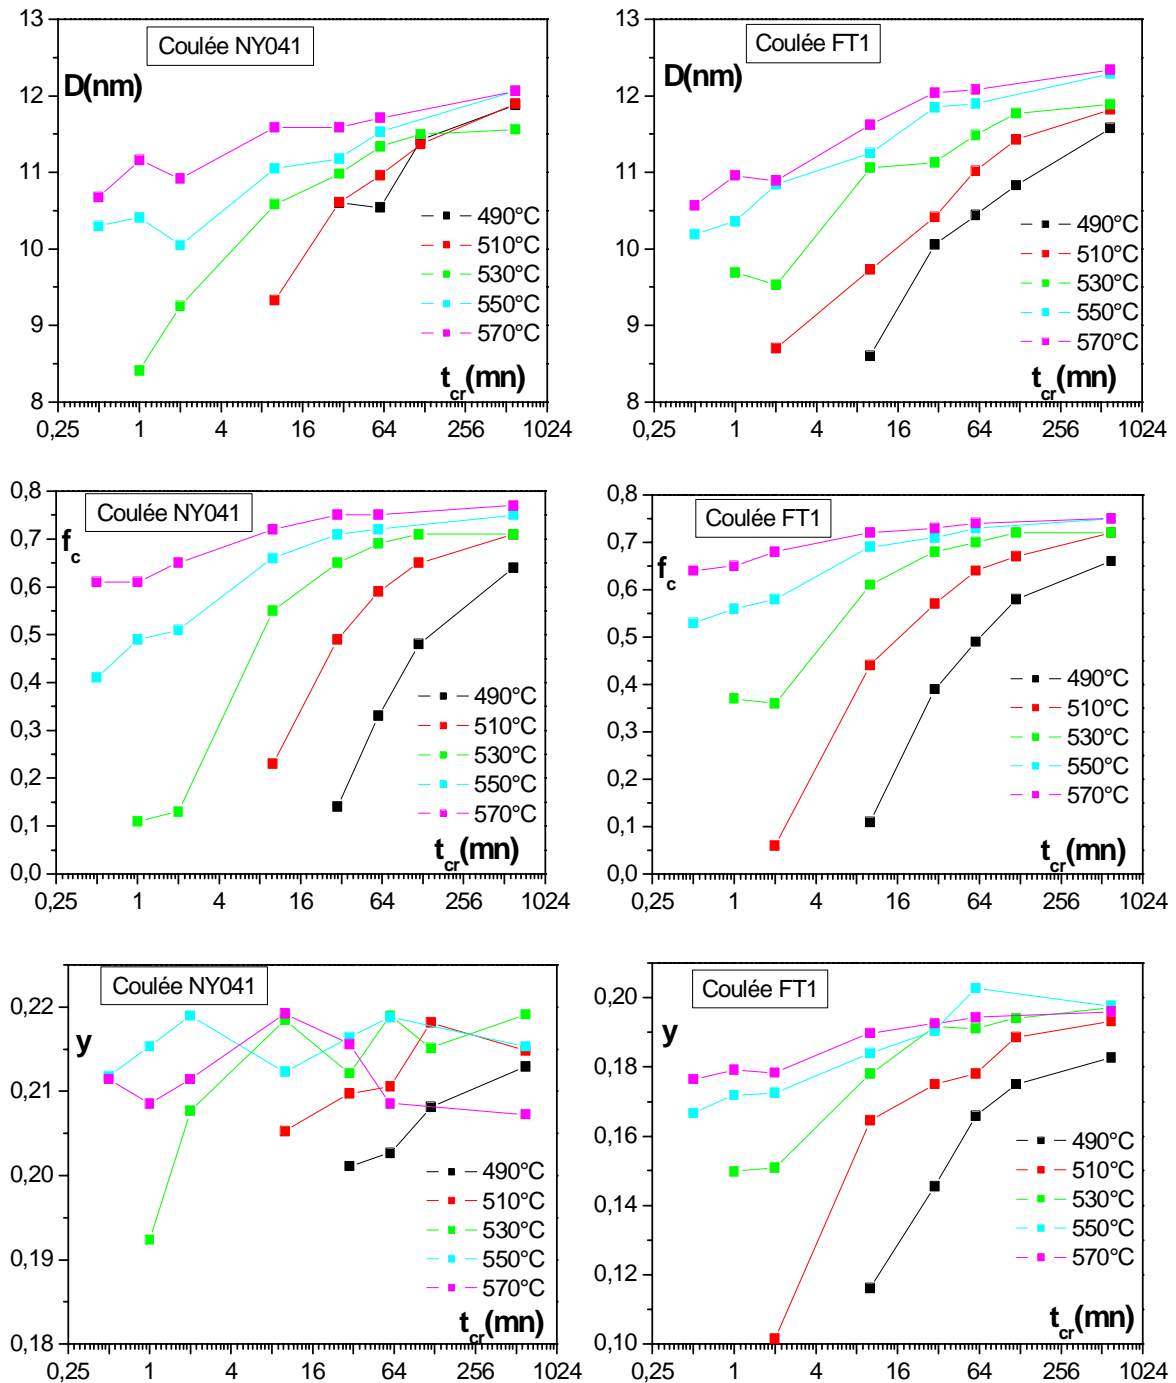 13
Coulée NY041
D(nm)
12
11
10
9
8
490°C
510°C
530°C
550°C
570°C
t_cr(mn)
0,25 1 4 16 64 256 1024
13
Coulée FT1
D(nm)
12
11
10
9
8
490°C
510°C
530°C
550°C
570°C
t_cr(mn)
0,25 1 4 16 64 256 1024
0,8
Coulée NY041
0,7
f_c
0,6
0,5
0,4
0,3
0,2
0,1
0,0
490°C
510°C
530°C
550°C
570°C
t_cr(mn)
0,25 1 4 16 64 256 1024
0,8
Coulée FT1
0,7
f_c
0,6
0,5
0,4
0,3
0,2
0,1
0,0
490°C
510°C
530°C
550°C
570°C
t_cr(mn)
0,25 1 4 16 64 256 1024
Coulée NY041
0,22
y
0,21
0,20
0,19
0,18
490°C
510°C
530°C
550°C
570°C
t_cr(mn)
0,25 1 4 16 64 256 1024
Coulée FT1
0,20
y
0,18
0,16
0,14
0,12
0,10
490°C
510°C
530°C
550°C
570°C
t_cr(mn)
0,25 1 4 16 64 256 1024